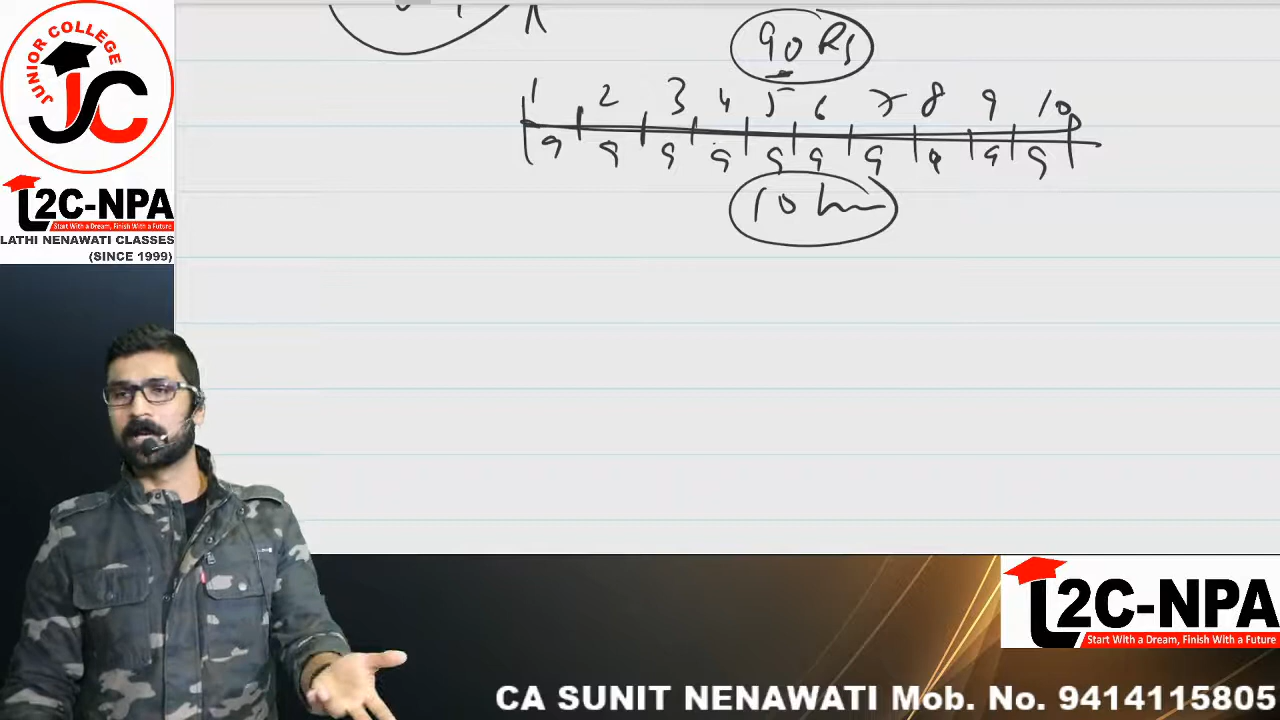 JUNIOR COLLEGE
JC
L2C-NPA
Start With a Dream, Finish With a Future
LATHI NENAWATI CLASSES
(SINCE 1999)
90 Rs
1 2 3 4 5 6 7 8 9 10
9 9 9 9 9 9 9 9 9 9
10
L2C-NPA
Start With a Dream, Finish With a Future
CA SUNIT NENAWATI Mob. No. 9414115805